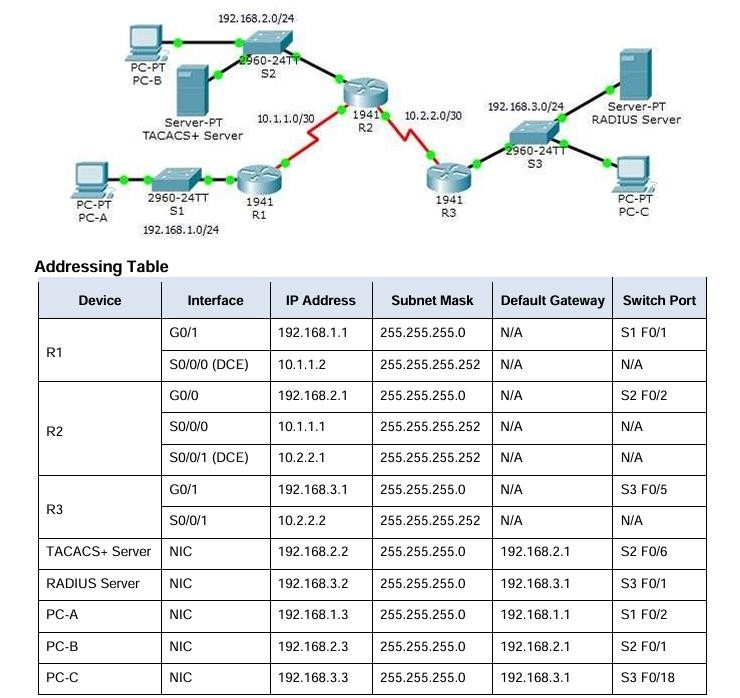 192.168.2.0/24
PC-PT
PC-B
2960-24TT
S2
Server-PT
TACACS+ Server
10.1.1.0/30
1941
R2
10.2.2.0/30
192.168.3.0/24
Server-PT
RADIUS Server
2960-24TT
S3
PC-PT
PC-A
2960-24TT
S1
192.168.1.0/24
1941
R1
1941
R3
PC-PT
PC-C
Addressing Table
Device Interface IP Address Subnet Mask Default Gateway Switch Port
R1 G0/1 192.168.1.1 255.255.255.0 N/A S1 F0/1
S0/0/0 (DCE) 10.1.1.2 255.255.255.252 N/A N/A
R2 G0/0 192.168.2.1 255.255.255.0 N/A S2 F0/2
S0/0/0 10.1.1.1 255.255.255.252 N/A N/A
S0/0/1 (DCE) 10.2.2.1 255.255.255.252 N/A N/A
R3 G0/1 192.168.3.1 255.255.255.0 N/A S3 F0/5
S0/0/1 10.2.2.2 255.255.255.252 N/A N/A
TACACS+ Server NIC 192.168.2.2 255.255.255.0 192.168.2.1 S2 F0/6
RADIUS Server NIC 192.168.3.2 255.255.255.0 192.168.3.1 S3 F0/1
PC-A NIC 192.168.1.3 255.255.255.0 192.168.1.1 S1 F0/2
PC-B NIC 192.168.2.3 255.255.255.0 192.168.2.1 S2 F0/1
PC-C NIC 192.168.3.3 255.255.255.0 192.168.3.1 S3 F0/18